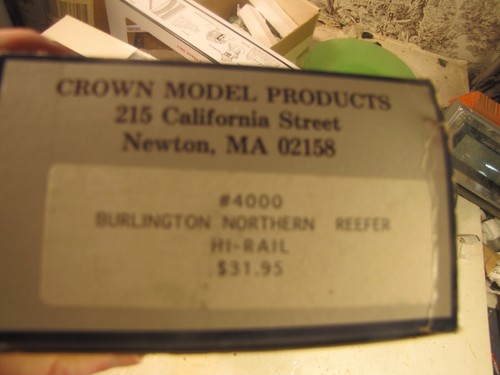 CROWN MODEL PRODUCTS
215 California Street
Newton, MA 02158
#4000
BURLINGTON NORTHERN REEFER
HI-RAIL
$31.95